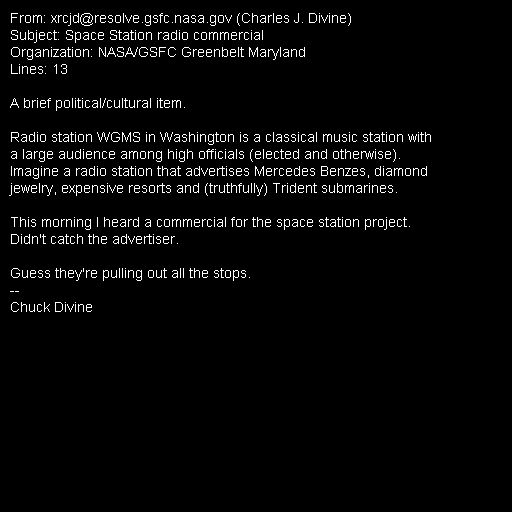 From: xrcjd@resolve.gsfc.nasa.gov (Charles J. Divine)
Subject: Space Station radio commercial
Organization: NASA/GSFC Greenbelt Maryland
Lines: 13

A brief political/cultural item.

Radio station WGMS in Washington is a classical music station with
a large audience among high officials (elected and otherwise).
Imagine a radio station that advertises Mercedes Benzes, diamond
jewelry, expensive resorts and (truthfully) Trident submarines.

This morning I heard a commercial for the space station project.
Didn't catch the advertiser.

Guess they're pulling out all the stops.
--
Chuck Divine